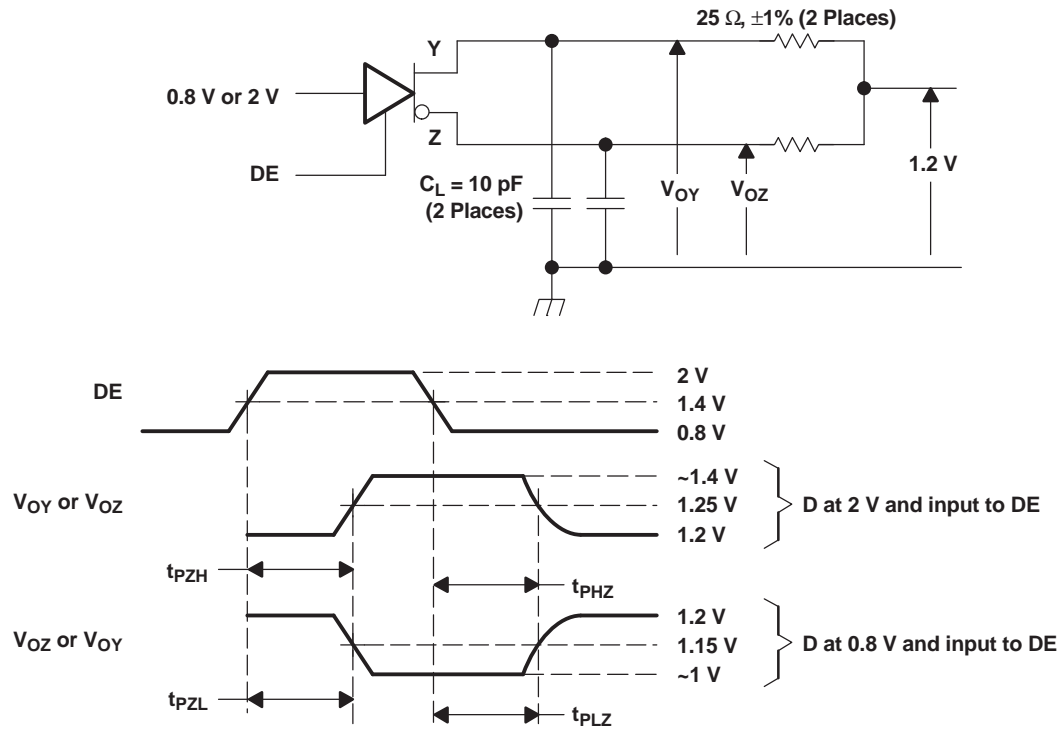 25 Ω, ±1% (2 Places)
Y
0.8 V or 2 V
Z
DE
1.2 V
C_L = 10 pF
(2 Places)
V_OY
V_OZ
DE
2 V
1.4 V
0.8 V
V_OY or V_OZ
~1.4 V
1.25 V
1.2 V
D at 2 V and input to DE
t_PZH
t_PHZ
V_OZ or V_OY
1.2 V
1.15 V
~1 V
D at 0.8 V and input to DE
t_PZL
t_PLZ